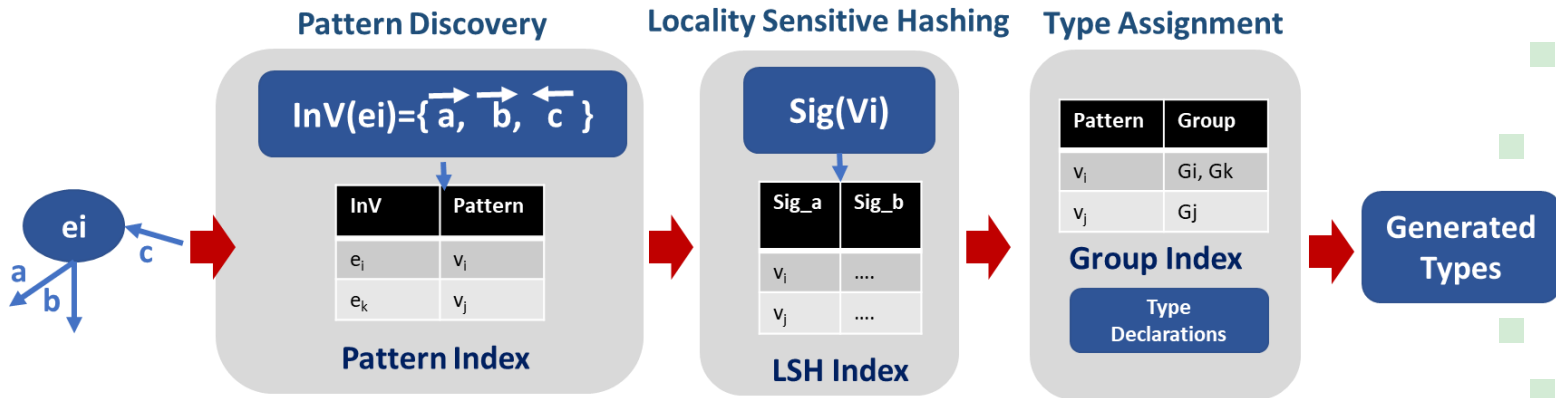 Pattern Discovery
Locality Sensitive Hashing
Type Assignment
ei
a
b
c
InV(ei)={ a, b, c }
InV Pattern
eᵢ vᵢ
eₖ vⱼ
Pattern Index
Sig(Vi)
Sig_a Sig_b
vᵢ ....
vⱼ ....
LSH Index
Pattern Group
vᵢ Gi, Gk
vⱼ Gj
Group Index
Type
Declarations
Generated
Types